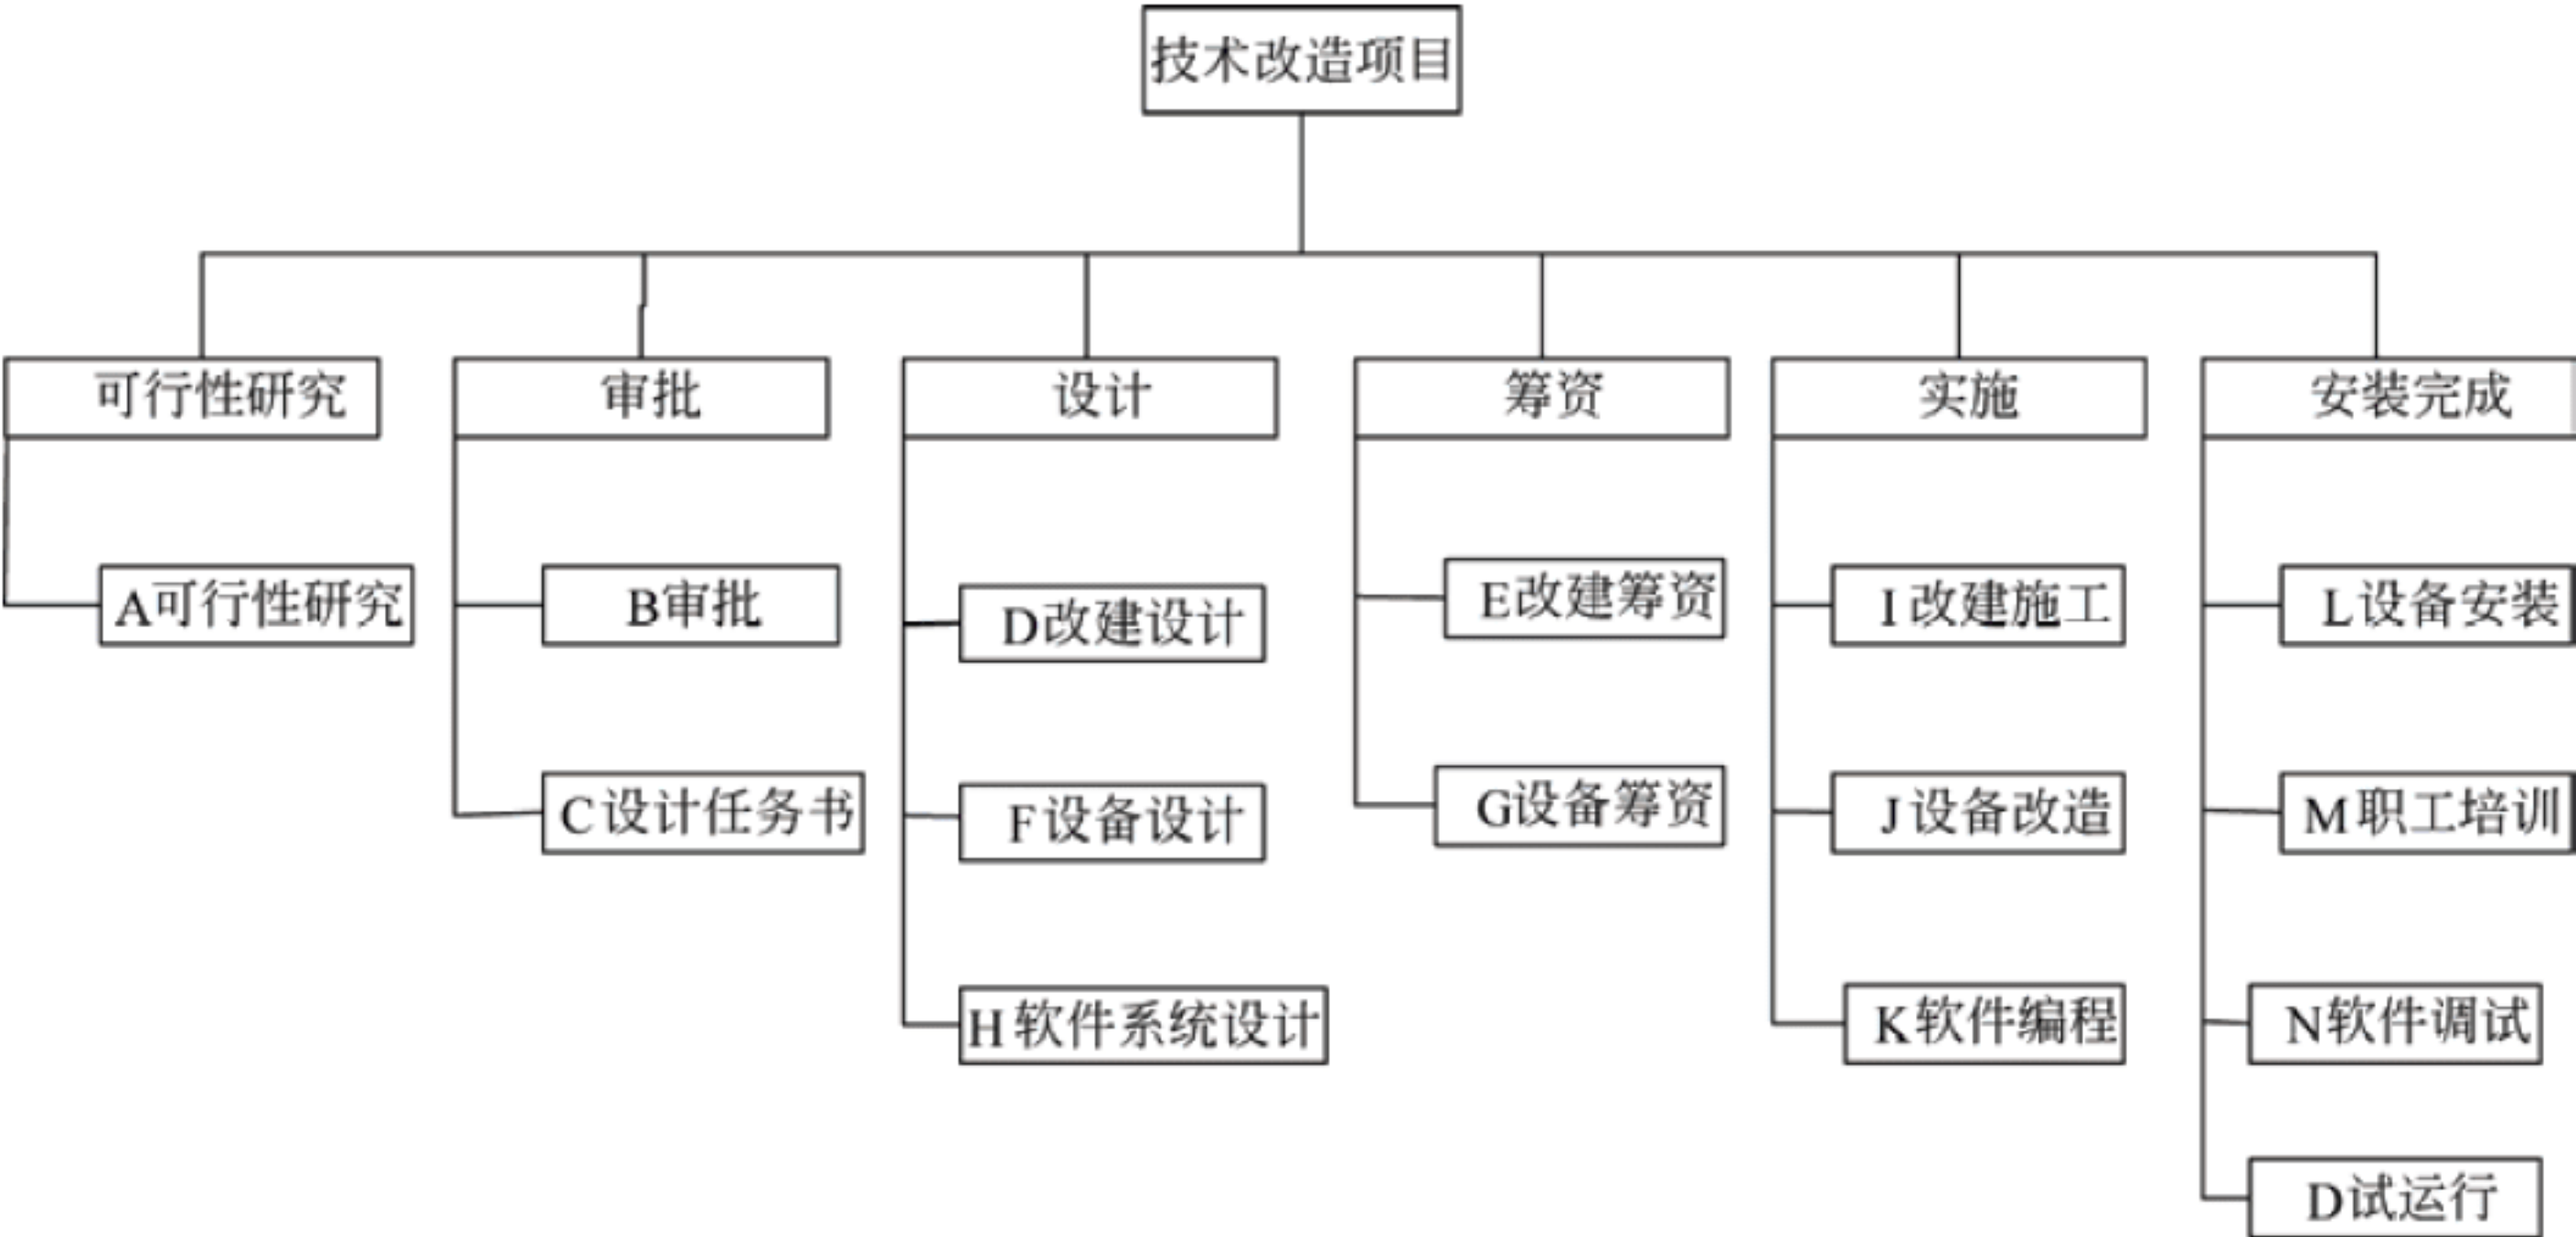 技术改造项目
可行性研究
审批
设计
筹资
实施
安装完成
A可行性研究
B审批
C设计任务书
D改建设计
F设备设计
H软件系统设计
E改建筹资
G设备筹资
I改建施工
J设备改造
K软件编程
L设备安装
M职工培训
N软件调试
D试运行